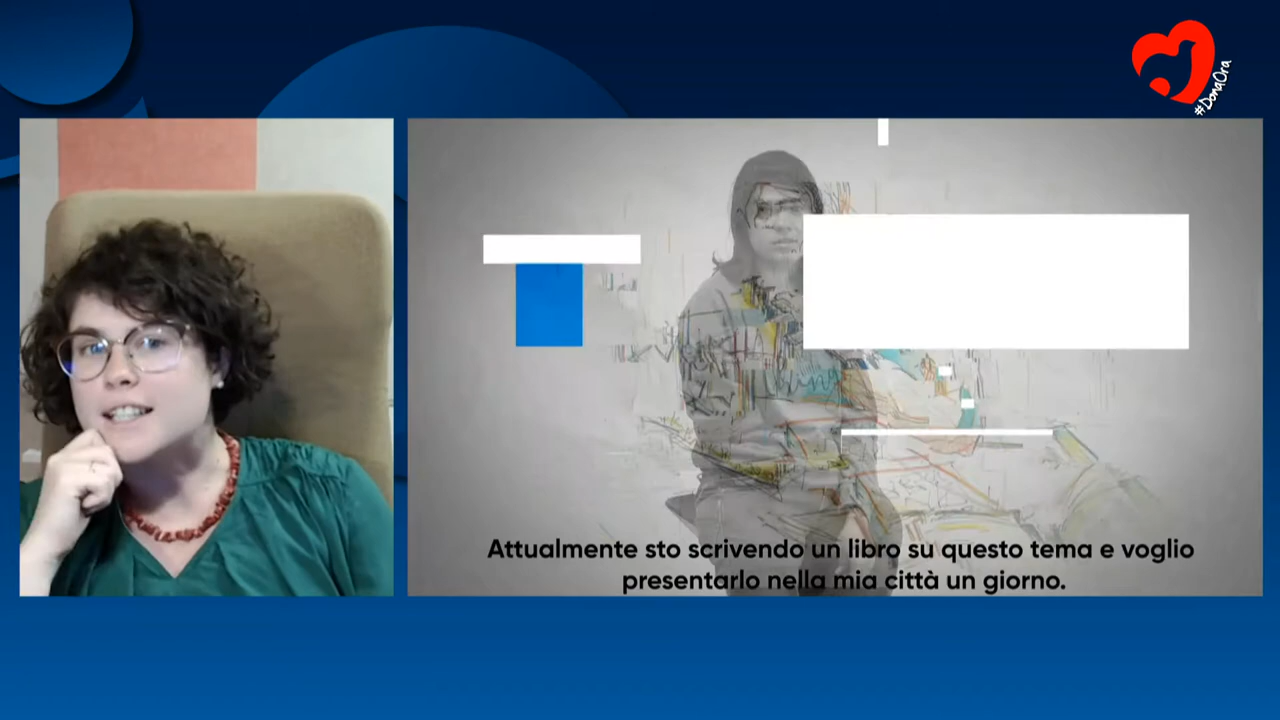 #DonaOra
Attualmente sto scrivendo un libro su questo tema e voglio
presentarlo nella mia città un giorno.